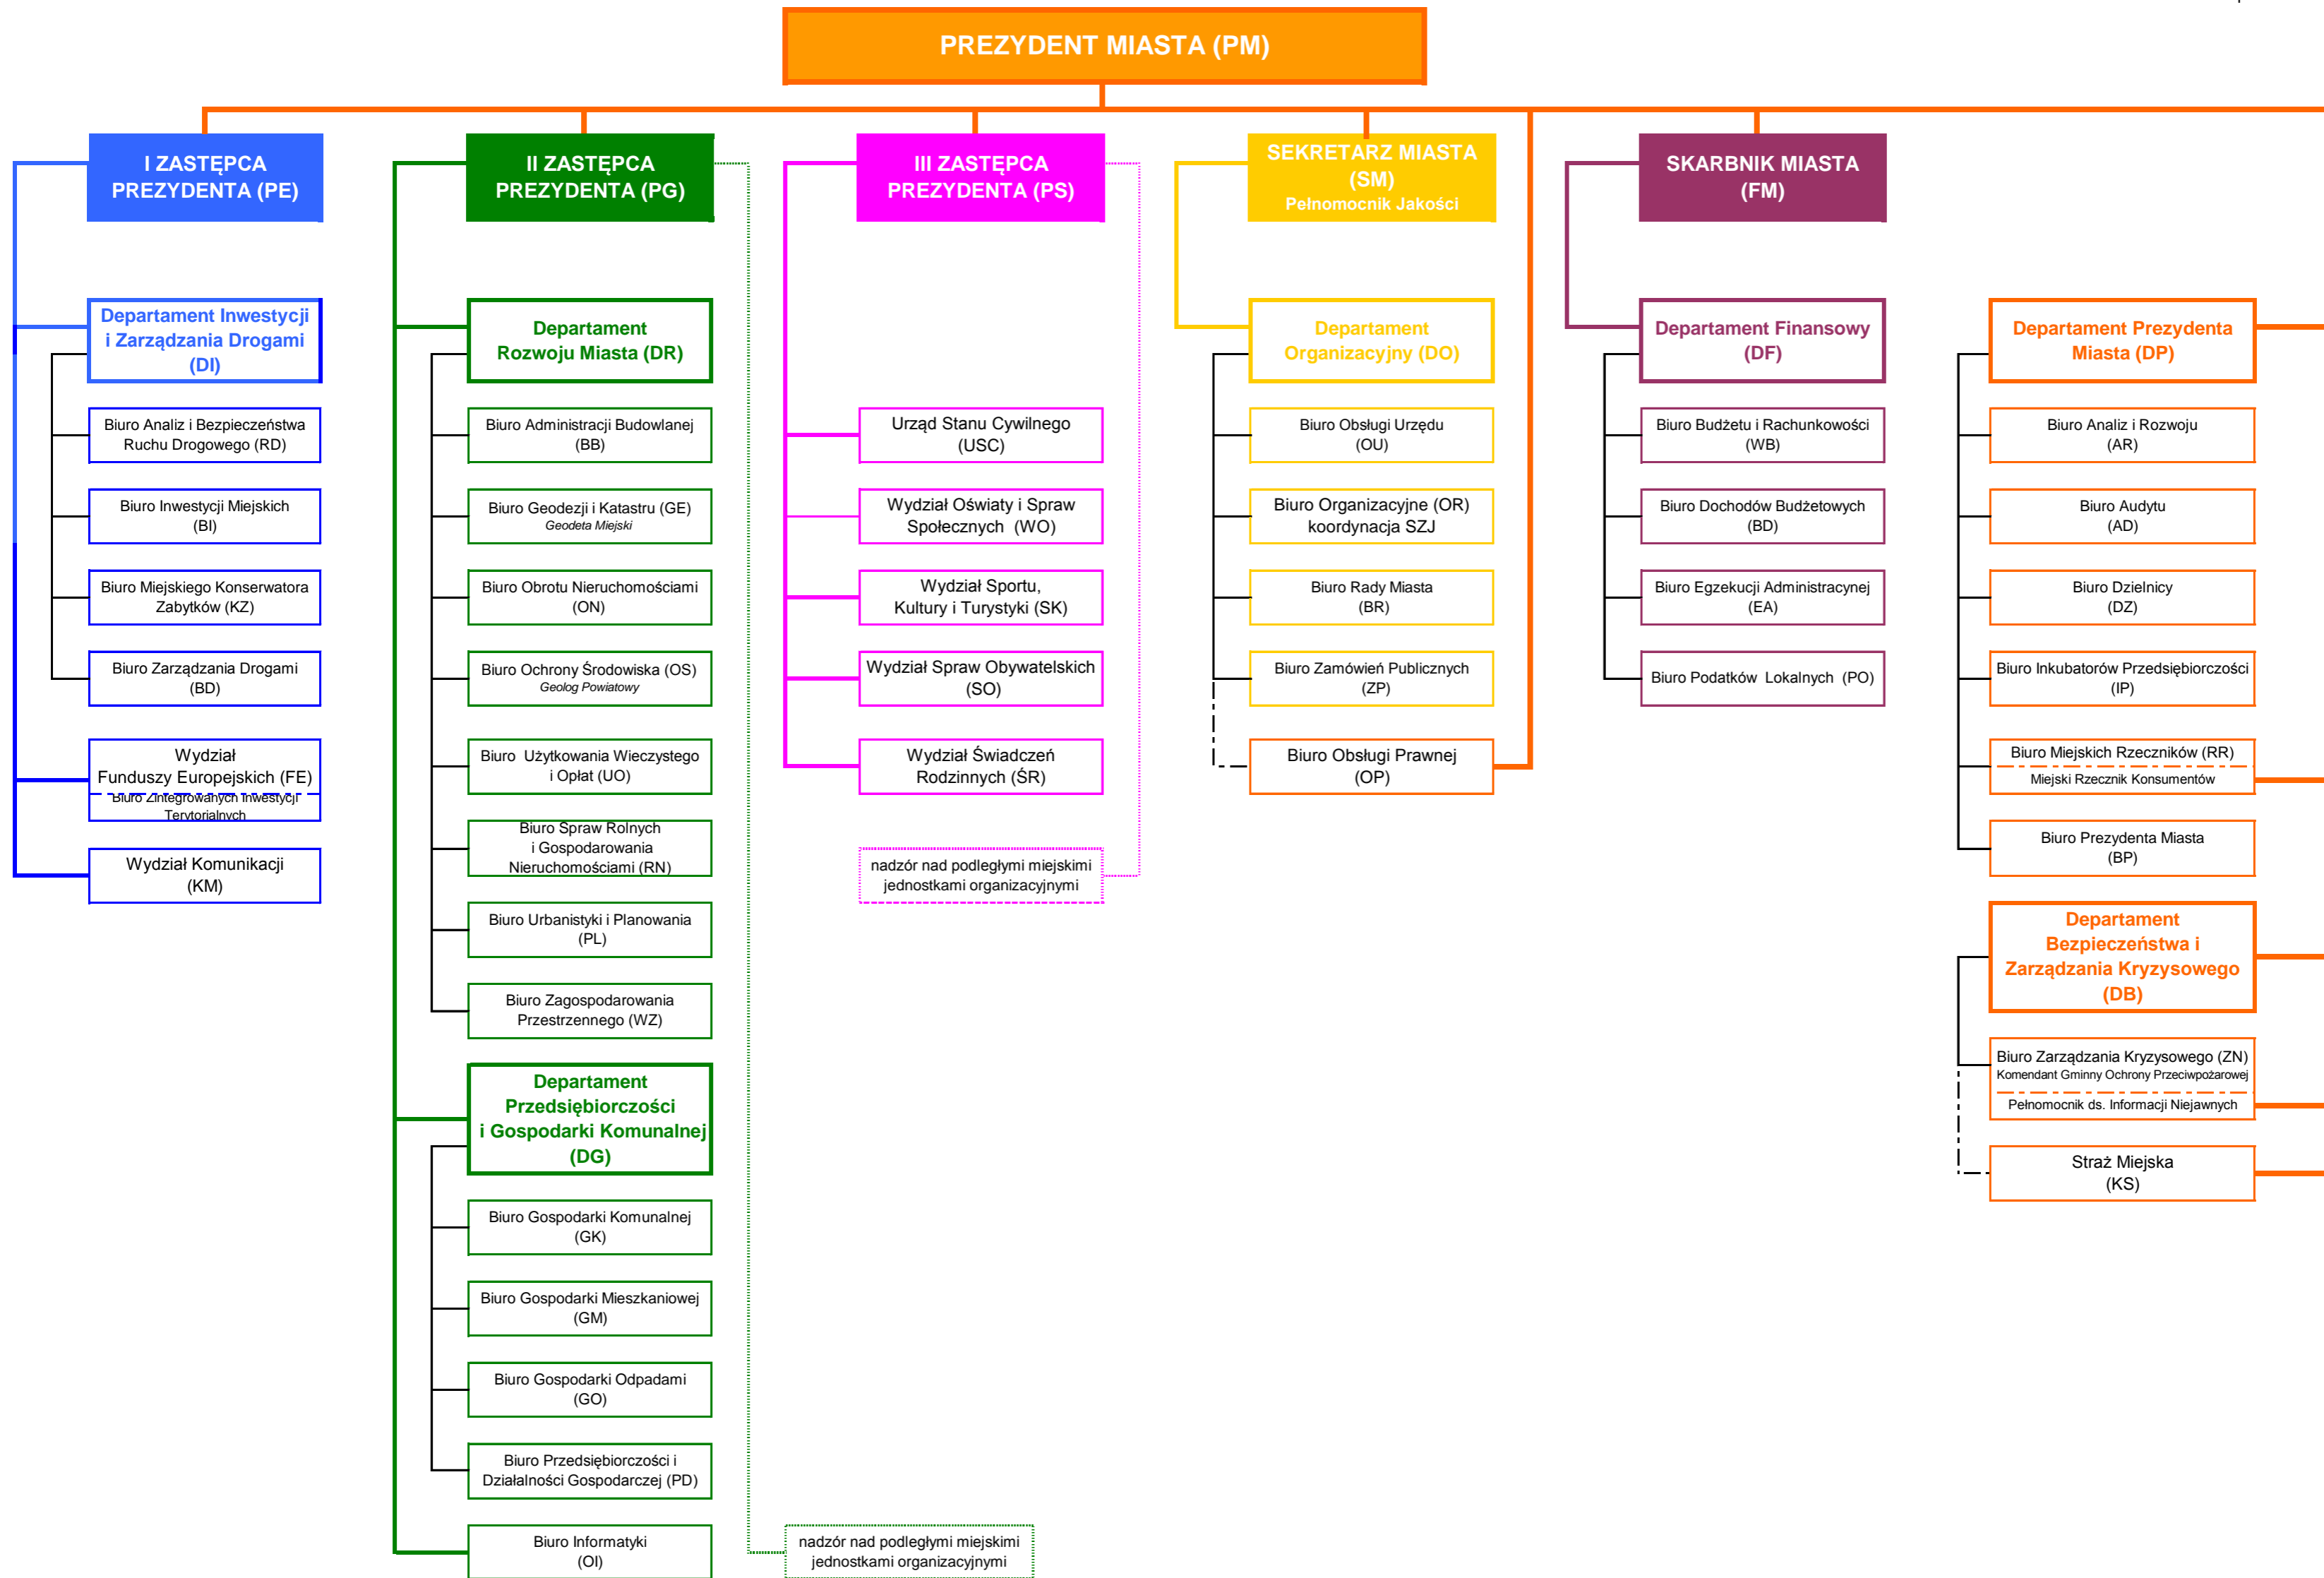 PREZYDENT MIASTA (PM)
I ZASTĘPCA
PREZYDENTA (PE)
II ZASTĘPCA
PREZYDENTA (PG)
III ZASTĘPCA
PREZYDENTA (PS)
SEKRETARZ MIASTA
(SM)
Pełnomocnik Jakości
SKARBNIK MIASTA
(FM)
Departament Inwestycji
i Zarządzania Drogami
(DI)
Biuro Analiz i Bezpieczeństwa
Ruchu Drogowego (RD)
Biuro Inwestycji Miejskich
(BI)
Biuro Miejskiego Konserwatora
Zabytków (KZ)
Biuro Zarządzania Drogami
(BD)
Wydział
Funduszy Europejskich (FE)
Biuro Zintegrowanych Inwestycji
Terytorialnych
Wydział Komunikacji
(KM)
Departament
Rozwoju Miasta (DR)
Biuro Administracji Budowlanej
(BB)
Biuro Geodezji i Katastru (GE)
Geodeta Miejski
Biuro Obrotu Nieruchomościami
(ON)
Biuro Ochrony Środowiska (OS)
Geolog Powiatowy
Biuro Użytkowania Wieczystego
i Opłat (UO)
Biuro Spraw Rolnych
i Gospodarowania
Nieruchomościami (RN)
Biuro Urbanistyki i Planowania
(PL)
Biuro Zagospodarowania
Przestrzennego (WZ)
Departament
Przedsiębiorczości
i Gospodarki Komunalnej
(DG)
Biuro Gospodarki Komunalnej
(GK)
Biuro Gospodarki Mieszkaniowej
(GM)
Biuro Gospodarki Odpadami
(GO)
Biuro Przedsiębiorczości i
Działalności Gospodarczej (PD)
Biuro Informatyki
(OI)
nadzór nad podległymi miejskimi
jednostkami organizacyjnymi
Urząd Stanu Cywilnego
(USC)
Wydział Oświaty i Spraw
Społecznych (WO)
Wydział Sportu,
Kultury i Turystyki (SK)
Wydział Spraw Obywatelskich
(SO)
Wydział Świadczeń
Rodzinnych (ŚR)
nadzór nad podległymi miejskimi
jednostkami organizacyjnymi
Departament
Organizacyjny (DO)
Biuro Obsługi Urzędu
(OU)
Biuro Organizacyjne (OR)
koordynacja SZJ
Biuro Rady Miasta
(BR)
Biuro Zamówień Publicznych
(ZP)
Biuro Obsługi Prawnej
(OP)
Departament Finansowy
(DF)
Biuro Budżetu i Rachunkowości
(WB)
Biuro Dochodów Budżetowych
(BD)
Biuro Egzekucji Administracynej
(EA)
Biuro Podatków Lokalnych (PO)
Departament Prezydenta
Miasta (DP)
Biuro Analiz i Rozwoju
(AR)
Biuro Audytu
(AD)
Biuro Dzielnicy
(DZ)
Biuro Inkubatorów Przedsiębiorczości
(IP)
Biuro Miejskich Rzeczników (RR)
Miejski Rzecznik Konsumentów
Biuro Prezydenta Miasta
(BP)
Departament
Bezpieczeństwa i
Zarządzania Kryzysowego
(DB)
Biuro Zarządzania Kryzysowego (ZN)
Komendant Gminny Ochrony Przeciwpożarowej
Pełnomocnik ds. Informacji Niejawnych
Straż Miejska
(KS)